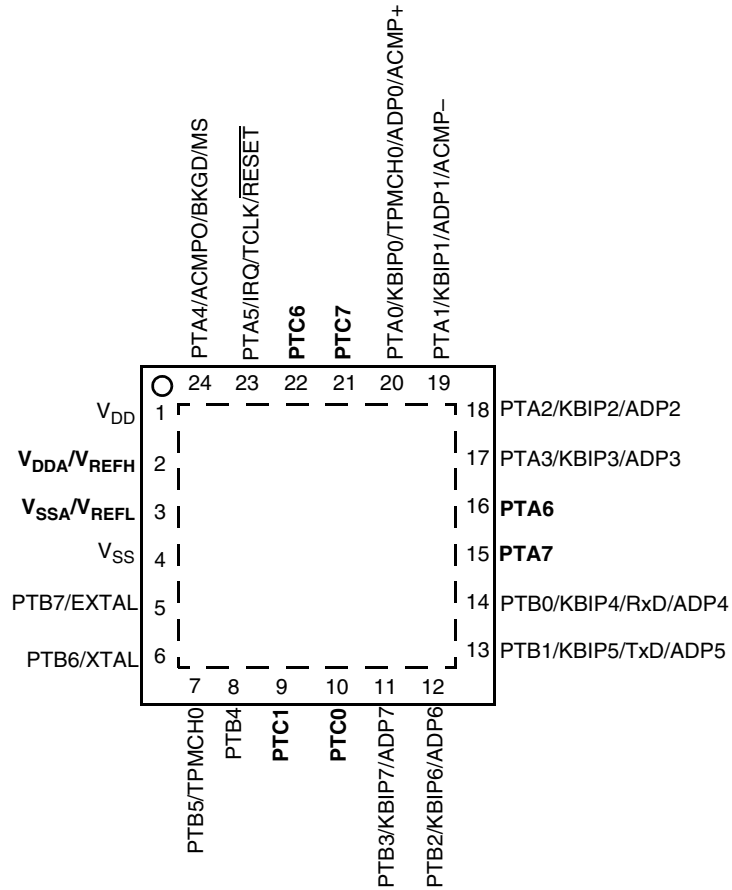 PTA4/ACMPO/BKGD/MS
PTA5/IRQ/TCLK/RESET
PTC6
PTC7
PTA0/KBIP0/TPMCH0/ADP0/ACMP+
PTA1/KBIP1/ADP1/ACMP–
24 23 22 21 20 19
VDD 1
VDDA/VREFH 2
VSSA/VREFL 3
VSS 4
PTB7/EXTAL 5
PTB6/XTAL 6
18 PTA2/KBIP2/ADP2
17 PTA3/KBIP3/ADP3
16 PTA6
15 PTA7
14 PTB0/KBIP4/RxD/ADP4
13 PTB1/KBIP5/TxD/ADP5
7 8 9 10 11 12
PTB5/TPMCH0
PTB4
PTC1
PTC0
PTB3/KBIP7/ADP7
PTB2/KBIP6/ADP6